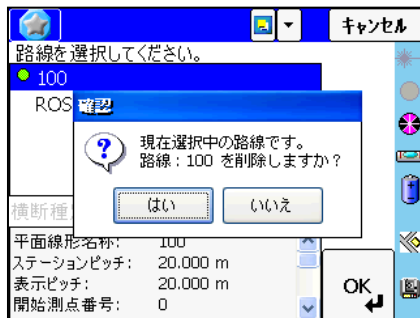 キャンセル
路線を選択してください。
100
ROS
確認
現在選択中の路線です。
路線：100 を削除しますか？
はい
いいえ
横断種
平面線形名称: 100
ステーションピッチ: 20.000 m
表示ピッチ: 20.000 m
開始測点番号: 0
OK